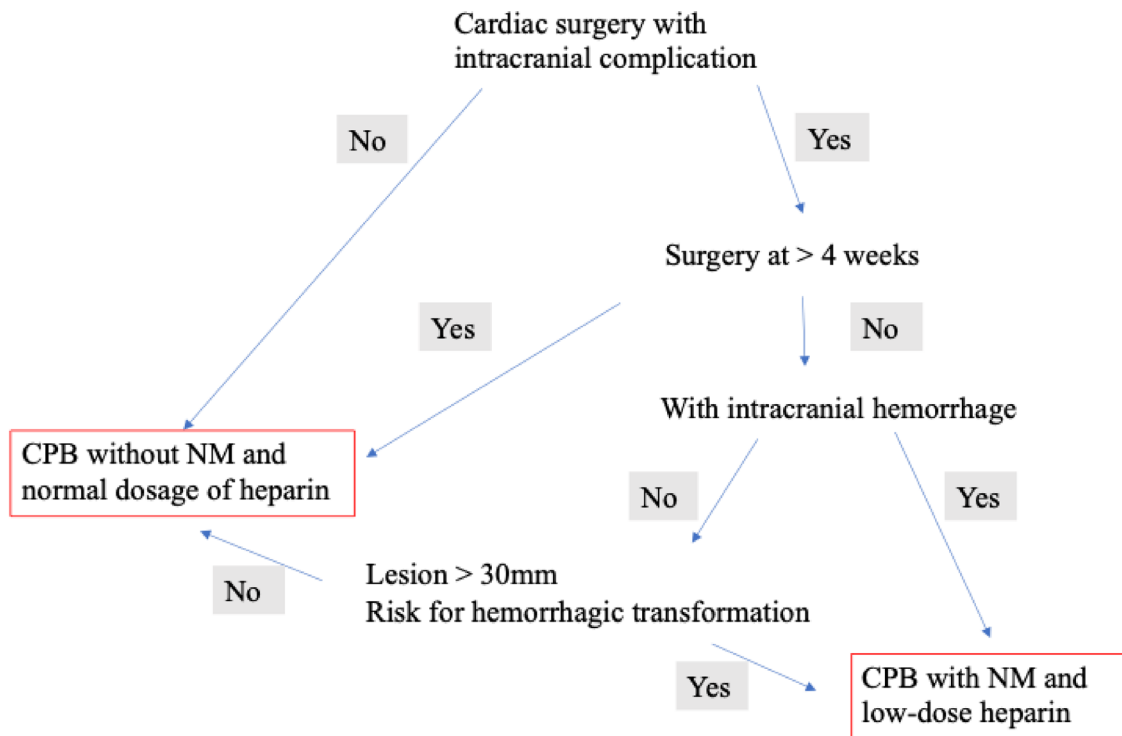 Cardiac surgery with
intracranial complication
No
Yes
Surgery at > 4 weeks
Yes
No
With intracranial hemorrhage
CPB without NM and
normal dosage of heparin
No
Yes
Lesion > 30mm
Risk for hemorrhagic transformation
No
Yes
CPB with NM and
low-dose heparin